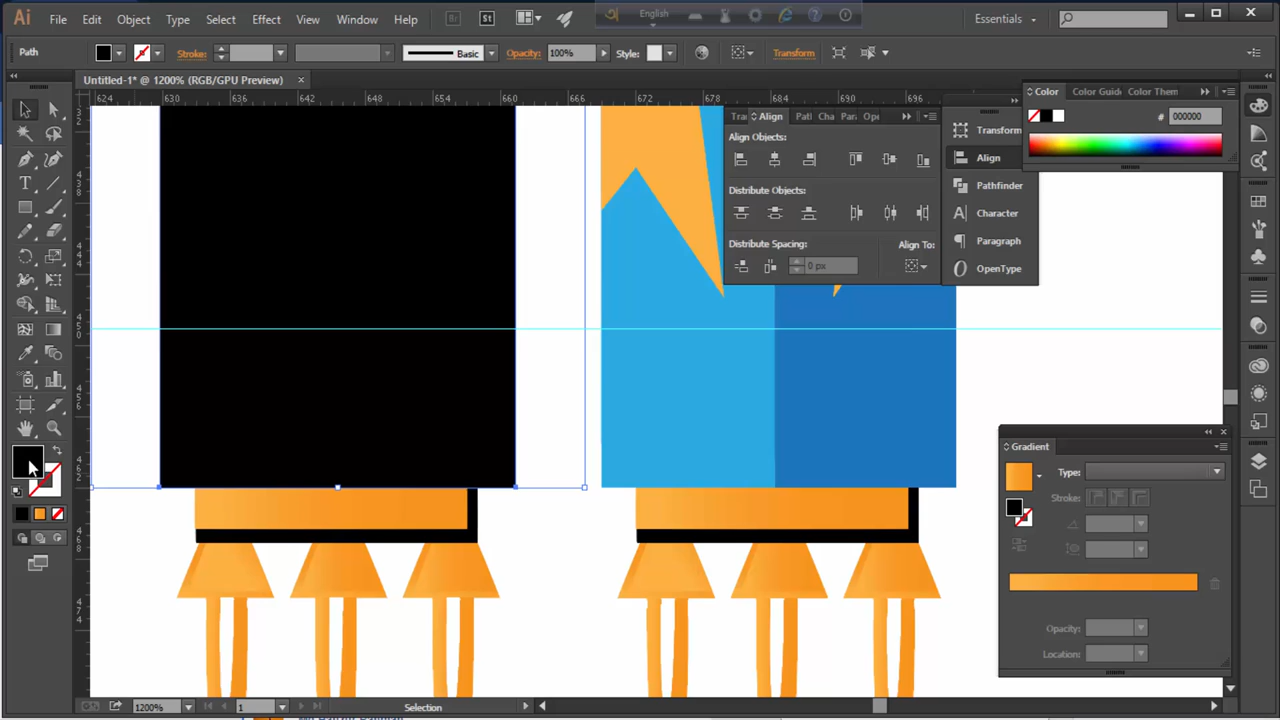 English
Ai File Edit Object Type Select Effect View Window Help Br St Essentials
Path Stroke: Basic Opacity: 100% Style: Transform
Untitled-1* @ 1200% (RGB/GPU Preview) ×
624 630 636 642 648 654 660 666 672 678 684 690 696
Color Color Guide Color Them
# 000000
Align
Align Objects:
Distribute Objects:
Distribute Spacing: Align To:
0 px
Transform
Align
Pathfinder
Character
Paragraph
OpenType
Gradient
Type:
Stroke:
Opacity:
Location:
1200% 1 Selection